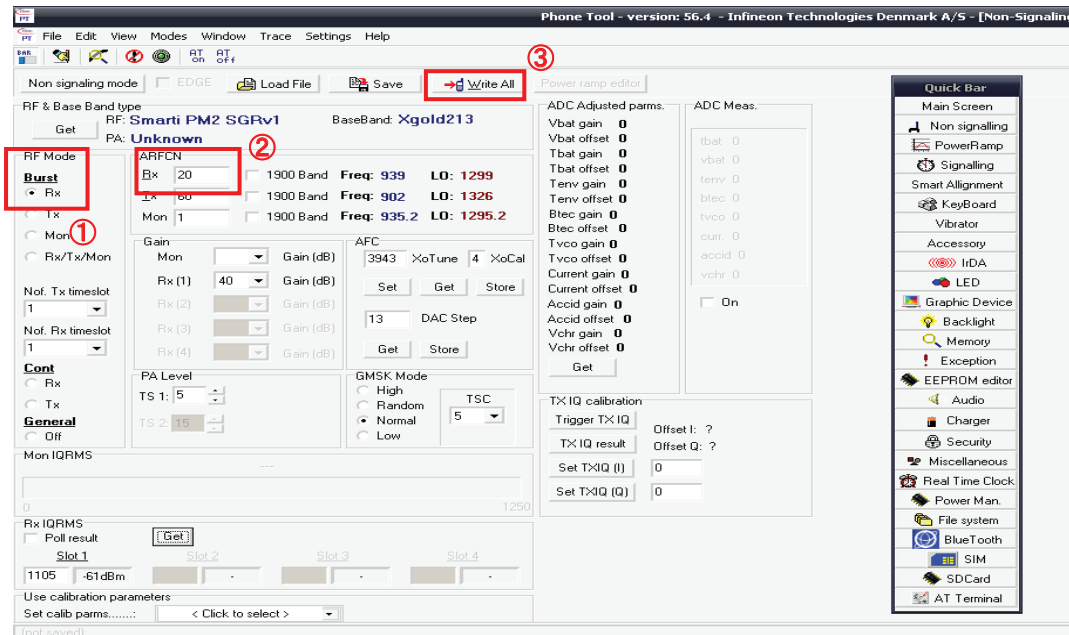 Phone Tool - version: 56.4 - Infineon Technologies Denmark A/S - [Non-Signaling
File Edit View Modes Window Trace Settings Help
BAR AT on AT off
③
Non signaling mode EDGE Load File Save Write All Power ramp editor
RF & Base Band type
Get RF: Smarti PM2 SGRv1 BaseBand: Xgold213
PA: Unknown
②
RF Mode
Burst
Rx
Tx
Mon
①
Rx/Tx/Mon
Nof. Tx timeslot
1
Nof. Rx timeslot
1
Cont
Rx
Tx
General
Off
ARFCN
Rx 20 1900 Band Freq: 939 LO: 1299
Tx 60 1900 Band Freq: 902 LO: 1326
Mon 1 1900 Band Freq: 935.2 LO: 1295.2
Gain
Mon Gain (dB)
Rx (1) 40 Gain (dB)
Rx (2) Gain (dB)
Rx (3) Gain (dB)
Rx (4) Gain (dB)
AFC
3943 XoTune 4 XoCal
Set Get Store
13 DAC Step
Get Store
PA Level
TS 1: 5
TS 2: 15
GMSK Mode
High
Random
Normal
Low
TSC
5
Mon IQRMS
---
0 1250
Rx IQRMS
Poll result Get
Slot 1 Slot 2 Slot 3 Slot 4
1105 -61dBm - - -
Use calibration parameters
Set calib parms.......: < Click to select >
(not saved)
ADC Adjusted parms.
Vbat gain 0
Vbat offset 0
Tbat gain 0
Tbat offset 0
Tenv gain 0
Tenv offset 0
Btec gain 0
Btec offset 0
Tvco gain 0
Tvco offset 0
Current gain 0
Current offset 0
Accid gain 0
Accid offset 0
Vchr gain 0
Vchr offset 0
Get
ADC Meas.
tbat 0
vbat 0
tenv 0
btec 0
tvco 0
curr. 0
accid 0
vchr 0
On
TX IQ calibration
Trigger TX IQ Offset I: ?
TX IQ result Offset Q: ?
Set TXIQ (I) 0
Set TXIQ (Q) 0
Quick Bar
Main Screen
Non signalling
PowerRamp
Signalling
Smart Allignment
KeyBoard
Vibrator
Accessory
IrDA
LED
Graphic Device
Backlight
Memory
Exception
EEPROM editor
Audio
Charger
Security
Miscellaneous
Real Time Clock
Power Man.
File system
BlueTooth
SIM
SDCard
AT Terminal